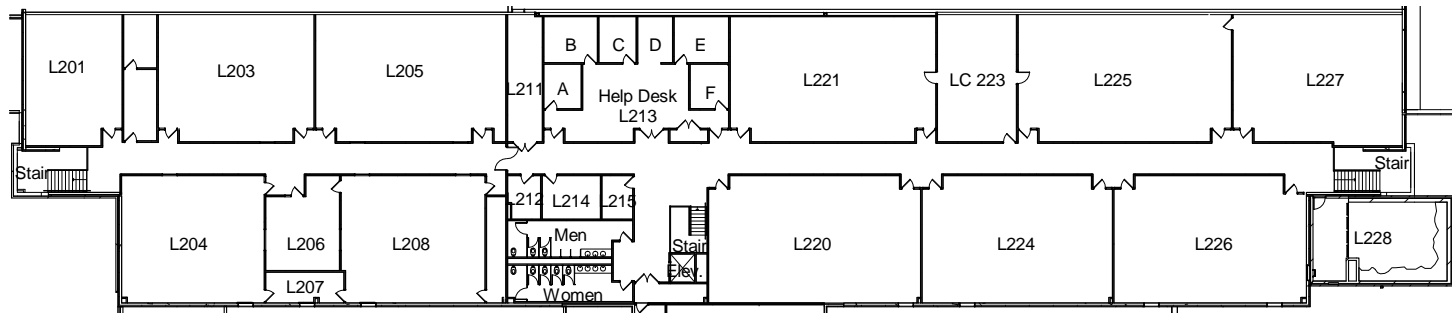 L201
L203
L205
L211
A
B
C
D
E
F
Help Desk
L213
L221
LC 223
L225
L227
Stair
Stair
L204
L206
L207
L208
L212
L214
L215
Men
Women
Stair
Elev.
L220
L224
L226
L228